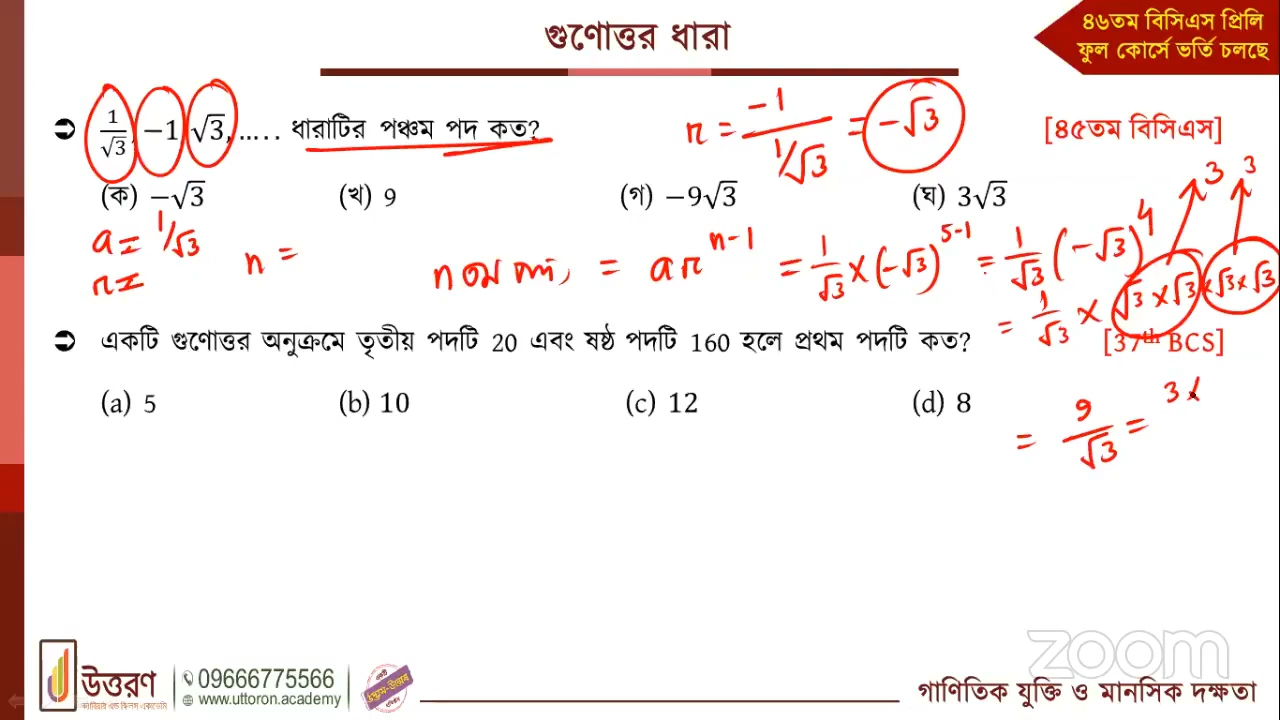 গুণোত্তর ধারা
৪৬তম বিসিএস প্রিলি
ফুল কোর্সে ভর্তি চলছে
➲ 1/√3, −1, √3, ..... ধারাটির পঞ্চম পদ কত? [৪৫তম বিসিএস]
r = −1 / 1/√3 = −√3
(ক) −√3 (খ) 9 (গ) −9√3 (ঘ) 3√3
3 3
a = 1/√3
r =
n =
n তম পদ, = ar^(n-1) = 1/√3 × (−√3)^(5-1) = 1/√3 (−√3)^4
= 1/√3 × √3 × √3 × √3 × √3
➲ একটি গুণোত্তর অনুক্রমে তৃতীয় পদটি 20 এবং ষষ্ঠ পদটি 160 হলে প্রথম পদটি কত? [37th BCS]
(a) 5 (b) 10 (c) 12 (d) 8
= 9/√3 = 3×
zoom
উত্তরণ
09666775566
www.uttoron.academy
গাণিতিক যুক্তি ও মানসিক দক্ষতা